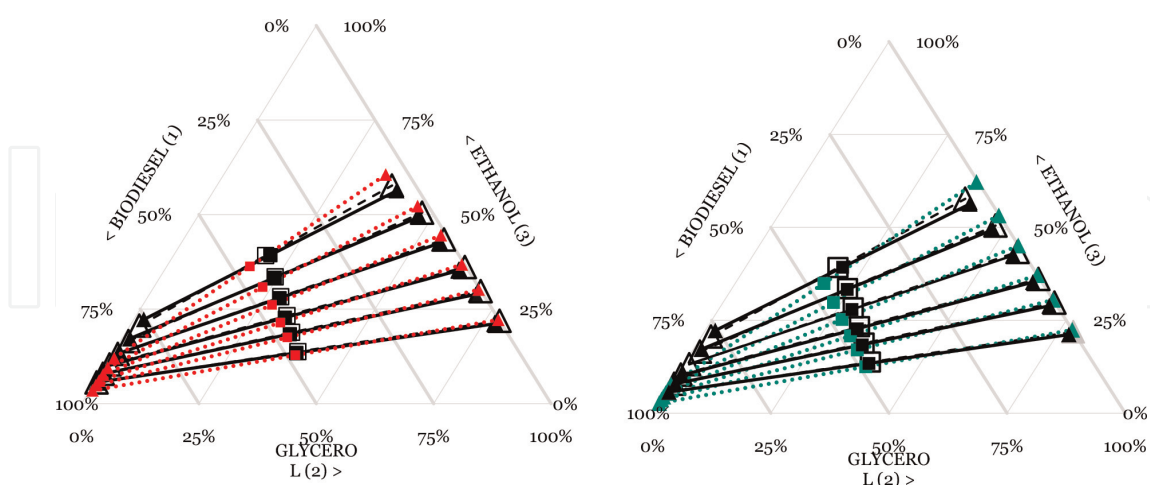 0% 100%
25% 75%
< BIODIESEL (1)
< ETHANOL (3)
50% 50%
75% 25%
100% 0%
0% 25% 50% 75% 100%
GLYCERO
L (2) >
0% 100%
25% 75%
< BIODIESEL (1)
< ETHANOL (3)
50% 50%
75% 25%
100% 0%
0% 25% 50% 75% 100%
GLYCERO
L (2) >